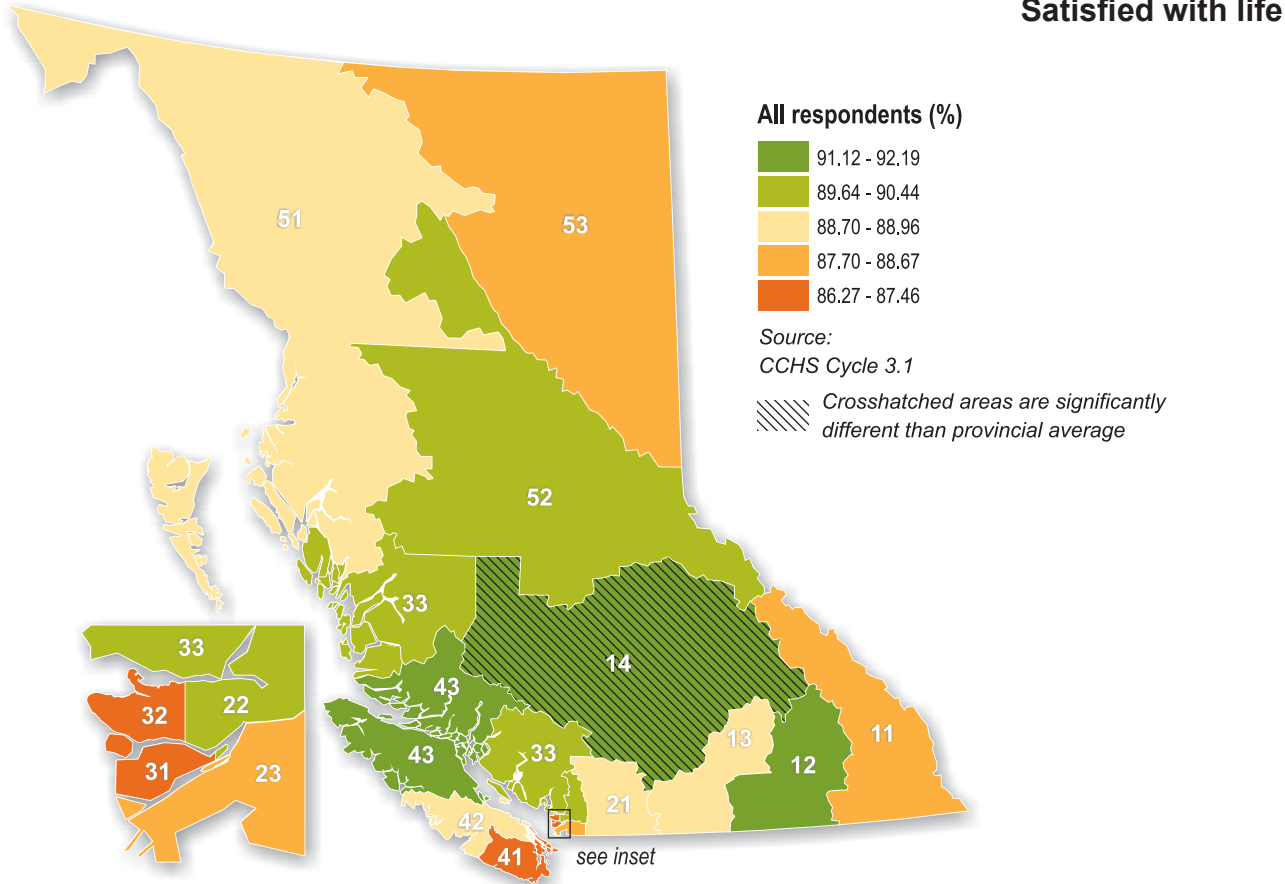 Satisfied with life
All respondents (%)
91.12 - 92.19
89.64 - 90.44
88.70 - 88.96
87.70 - 88.67
86.27 - 87.46
Source:
CCHS Cycle 3.1
Crosshatched areas are significantly
different than provincial average
51
53
52
33
14
43
43
33
13
12
11
21
42
41
see inset
33
32
22
31
23